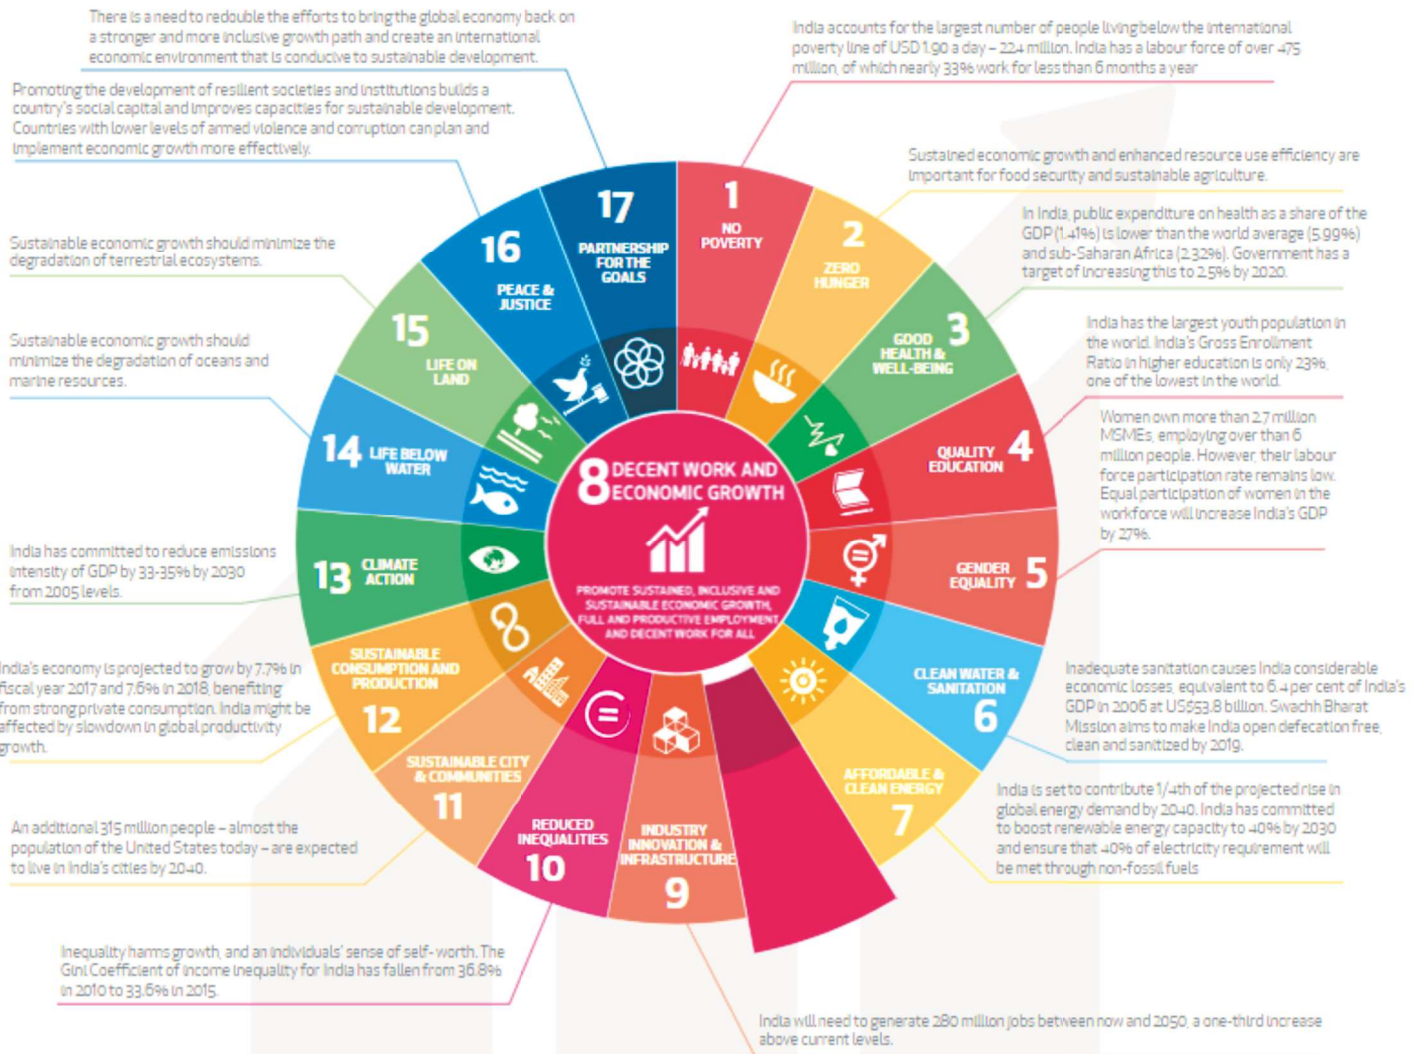 There is a need to redouble the efforts to bring the global economy back on
a stronger and more inclusive growth path and create an international
economic environment that is conducive to sustainable development.
Promoting the development of resilient societies and institutions builds a
country's social capital and improves capacities for sustainable development.
Countries with lower levels of armed violence and corruption can plan and
implement economic growth more effectively.
Sustainable economic growth should minimize the
degradation of terrestrial ecosystems.
Sustainable economic growth should
minimize the degradation of oceans and
marine resources.
India has committed to reduce emissions
intensity of GDP by 33-35% by 2030
from 2005 levels.
India's economy is projected to grow by 7.7% in
fiscal year 2017 and 7.6% in 2018, benefiting
from strong private consumption. India might be
affected by slowdown in global productivity
growth.
An additional 315 million people – almost the
population of the United States today – are expected
to live in India's cities by 2040.
Inequality harms growth, and an individuals' sense of self-worth. The
Gini Coefficient of income inequality for India has fallen from 36.8%
in 2010 to 33.6% in 2015.
India accounts for the largest number of people living below the international
poverty line of USD 1.90 a day – 224 million. India has a labour force of over 475
million, of which nearly 33% work for less than 6 months a year
Sustained economic growth and enhanced resource use efficiency are
important for food security and sustainable agriculture.
In India, public expenditure on health as a share of the
GDP (1.41%) is lower than the world average (5.99%)
and sub-Saharan Africa (2.32%). Government has a
target of increasing this to 2.5% by 2020.
India has the largest youth population in
the world. India's Gross Enrollment
Ratio in higher education is only 23%,
one of the lowest in the world.
Women own more than 2.7 million
MSMEs, employing over than 6
million people. However, their labour
force participation rate remains low.
Equal participation of women in the
workforce will increase India's GDP
by 27%.
Inadequate sanitation causes India considerable
economic losses, equivalent to 6.4 per cent of India's
GDP in 2006 at US$53.8 billion. Swachh Bharat
Mission aims to make India open defecation free,
clean and sanitized by 2019.
India is set to contribute 1/4th of the projected rise in
global energy demand by 2040. India has committed
to boost renewable energy capacity to 40% by 2030
and ensure that 40% of electricity requirement will
be met through non-fossil fuels
India will need to generate 280 million jobs between now and 2050, a one-third increase
above current levels.
1
NO
POVERTY
2
ZERO
HUNGER
3
GOOD
HEALTH &
WELL-BEING
4
QUALITY
EDUCATION
5
GENDER
EQUALITY
CLEAN WATER &
SANITATION
6
AFFORDABLE &
CLEAN ENERGY
7
8 DECENT WORK AND
ECONOMIC GROWTH
PROMOTE SUSTAINED, INCLUSIVE AND
SUSTAINABLE ECONOMIC GROWTH,
FULL AND PRODUCTIVE EMPLOYMENT
AND DECENT WORK FOR ALL
INDUSTRY
INNOVATION &
INFRASTRUCTURE
9
REDUCED
INEQUALITIES
10
SUSTAINABLE CITY
& COMMUNITIES
11
SUSTAINABLE
CONSUMPTION AND
PRODUCTION
12
13 CLIMATE
ACTION
14 LIFE BELOW
WATER
15
LIFE ON
LAND
16
PEACE &
JUSTICE
17
PARTNERSHIP
FOR THE
GOALS